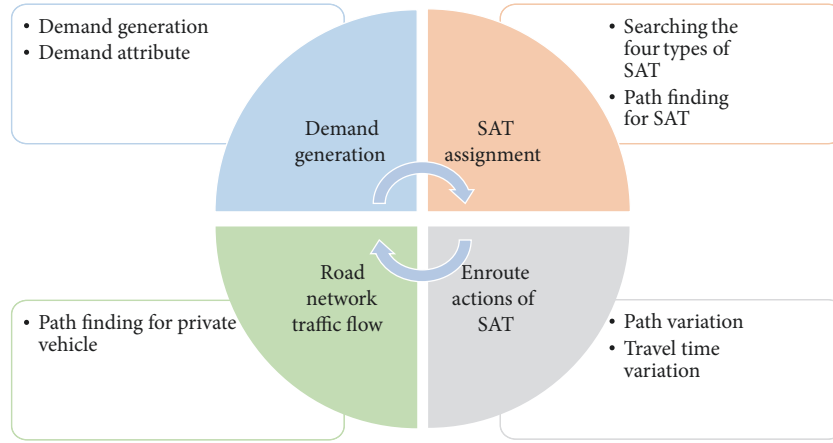 • Demand generation
• Demand attribute
Demand
generation
SAT
assignment
• Searching the
four types of
SAT
• Path finding
for SAT
• Path finding for private
vehicle
Road
network
traffic flow
Enroute
actions of
SAT
• Path variation
• Travel time
variation